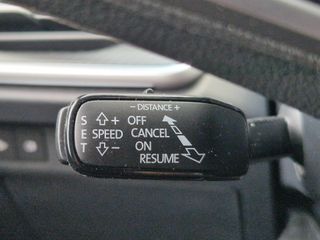 − DISTANCE +
S + OFF
E SPEED CANCEL
T − ON
RESUME